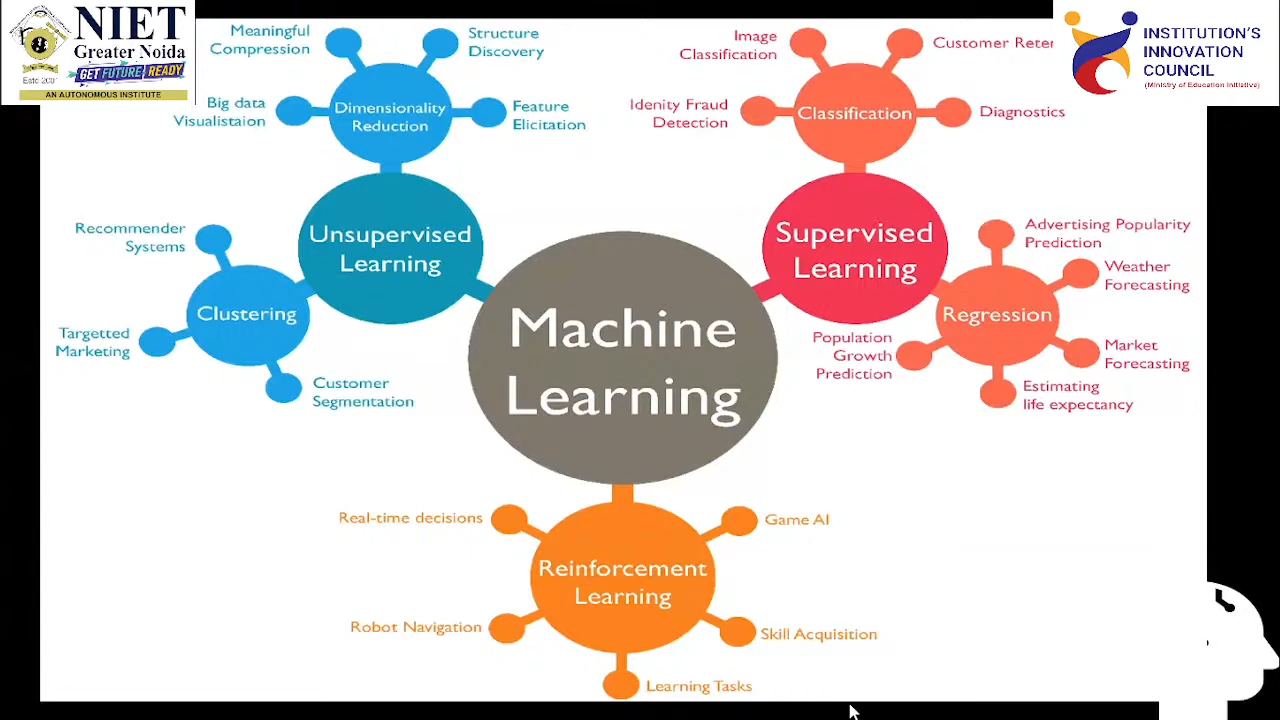 NIET
Greater Noida
GET FUTURE READY
AN AUTONOMOUS INSTITUTE
INSTITUTION'S
INNOVATION
COUNCIL
(Ministry of Education Initiative)
Meaningful
Compression
Structure
Discovery
Big data
Visualistaion
Dimensionality
Reduction
Feature
Elicitation
Image
Classification
Customer Reten
Idenity Fraud
Detection
Classification
Diagnostics
Recommender
Systems
Unsupervised
Learning
Clustering
Targetted
Marketing
Customer
Segmentation
Machine
Learning
Supervised
Learning
Advertising Popularity
Prediction
Weather
Forecasting
Regression
Population
Growth
Prediction
Market
Forecasting
Estimating
life expectancy
Real-time decisions
Game AI
Reinforcement
Learning
Robot Navigation
Skill Acquisition
Learning Tasks